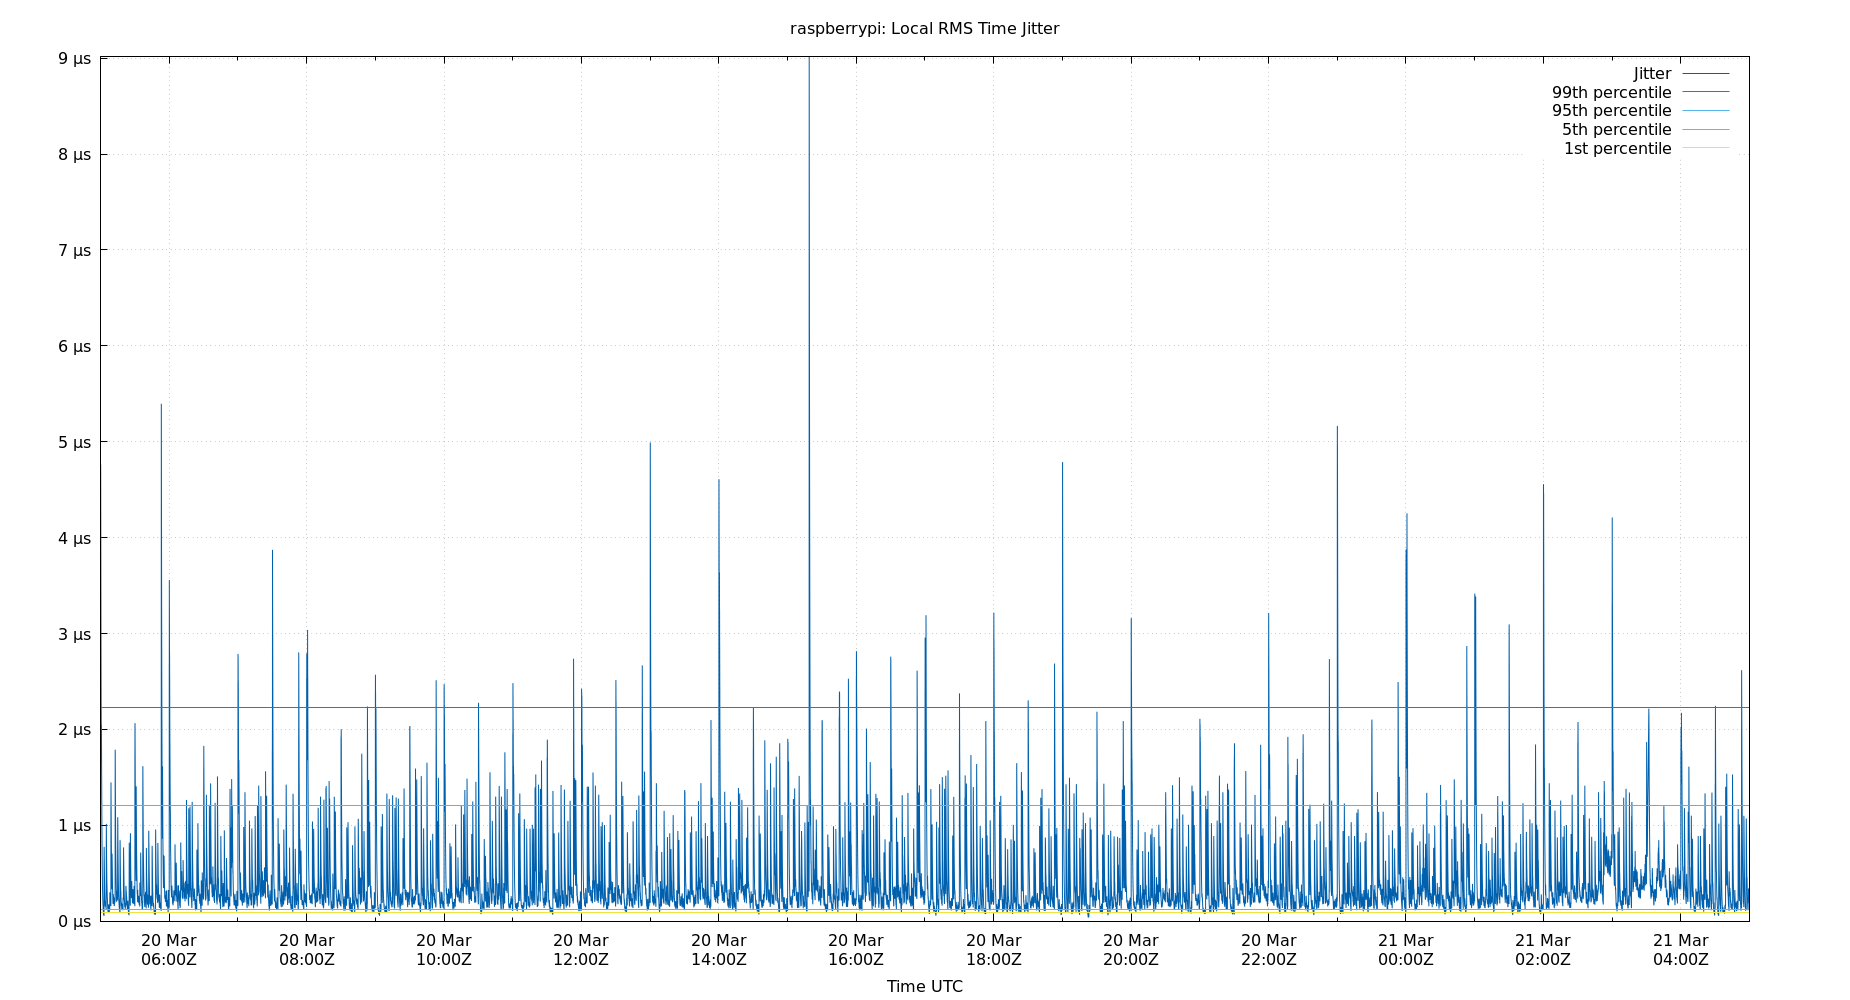 raspberrypi: Local RMS Time Jitter
9 µs
8 µs
7 µs
6 µs
5 µs
4 µs
3 µs
2 µs
1 µs
0 µs
Jitter
99th percentile
95th percentile
5th percentile
1st percentile
20 Mar 20 Mar 20 Mar 20 Mar 20 Mar 20 Mar 20 Mar 20 Mar 20 Mar 21 Mar 21 Mar 21 Mar
06:00Z 08:00Z 10:00Z 12:00Z 14:00Z 16:00Z 18:00Z 20:00Z 22:00Z 00:00Z 02:00Z 04:00Z
Time UTC